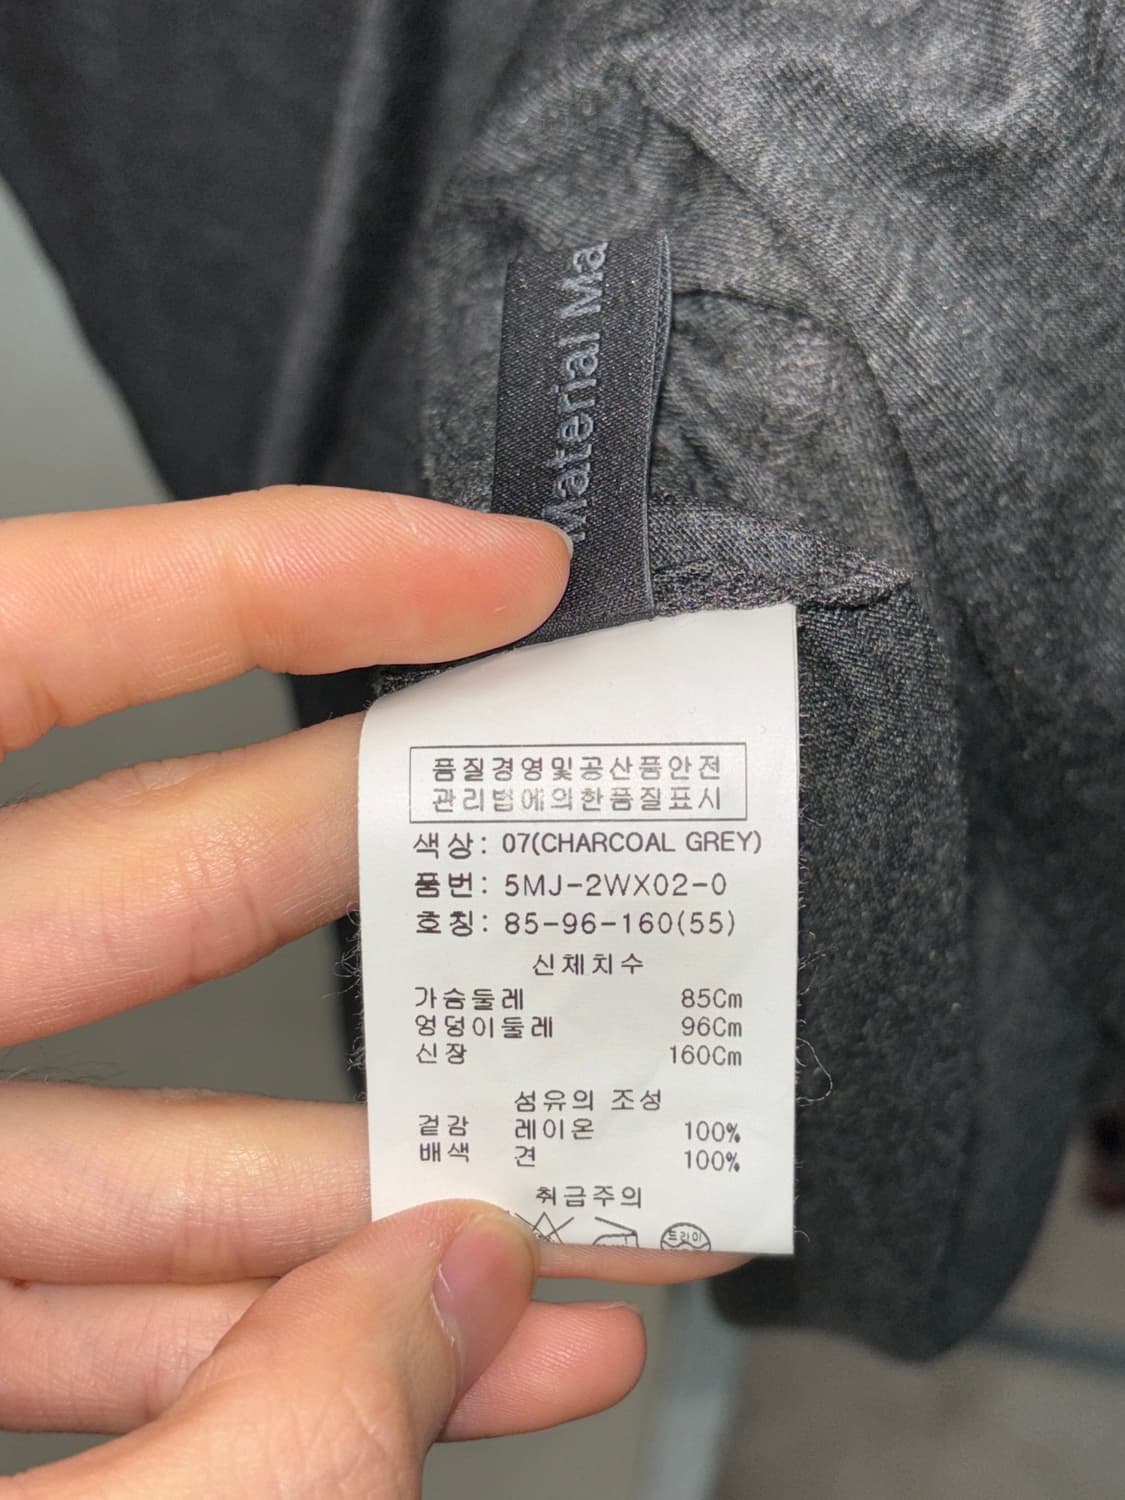 Material Ma
품질경영및공산품안전
관리법에의한품질표시
색상: 07(CHARCOAL GREY)
품번: 5MJ-2WX02-0
호칭: 85-96-160(55)
신체치수
가슴둘레 85Cm
엉덩이둘레 96Cm
신장 160Cm
섬유의 조성
겉감 레이온 100%
배색 견 100%
취급주의
드라이